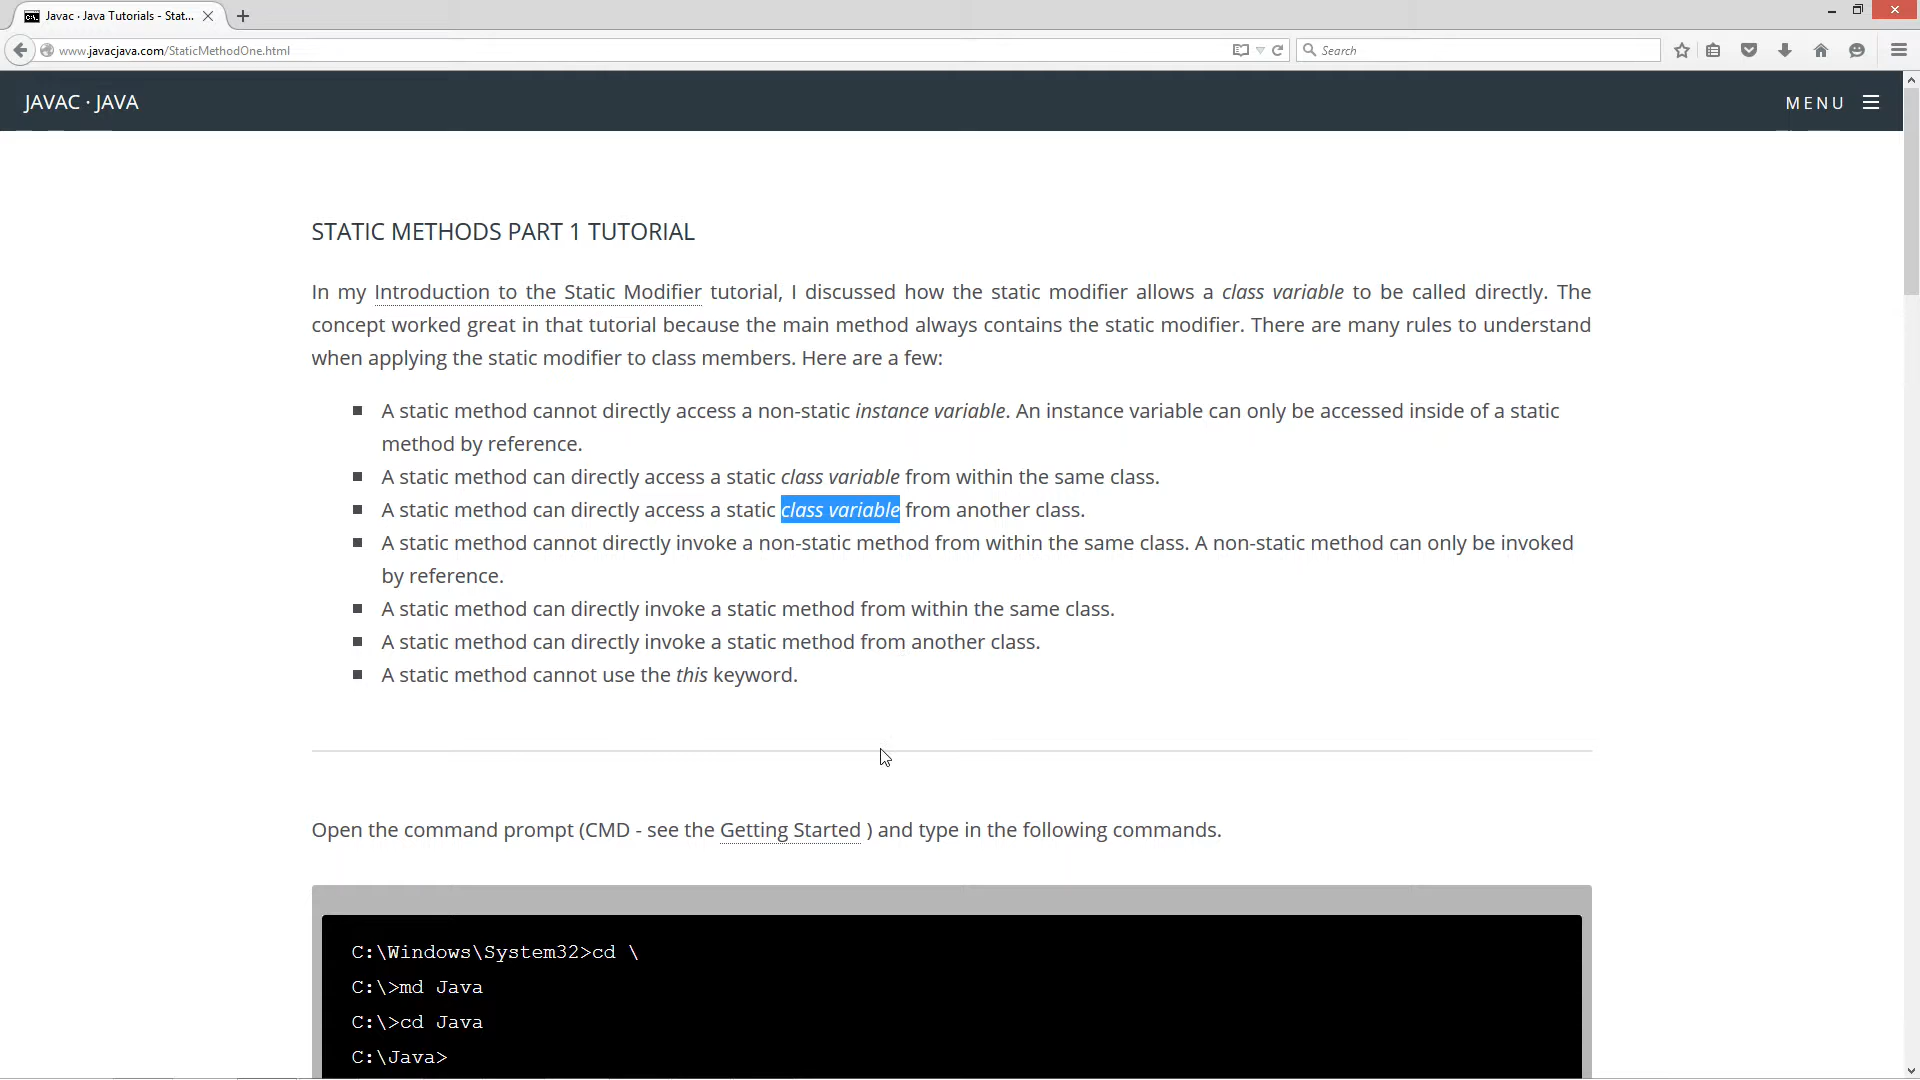 Javac · Java Tutorials - Stat...
www.javacjava.com/StaticMethodOne.html
Search
JAVAC · JAVA
MENU
STATIC METHODS PART 1 TUTORIAL
In my Introduction to the Static Modifier tutorial, I discussed how the static modifier allows a class variable to be called directly. The
concept worked great in that tutorial because the main method always contains the static modifier. There are many rules to understand
when applying the static modifier to class members. Here are a few:
A static method cannot directly access a non-static instance variable. An instance variable can only be accessed inside of a static
method by reference.
A static method can directly access a static class variable from within the same class.
A static method can directly access a static class variable from another class.
A static method cannot directly invoke a non-static method from within the same class. A non-static method can only be invoked
by reference.
A static method can directly invoke a static method from within the same class.
A static method can directly invoke a static method from another class.
A static method cannot use the this keyword.
Open the command prompt (CMD - see the Getting Started ) and type in the following commands.
C:\Windows\System32>cd \
C:\>md Java
C:\>cd Java
C:\Java>